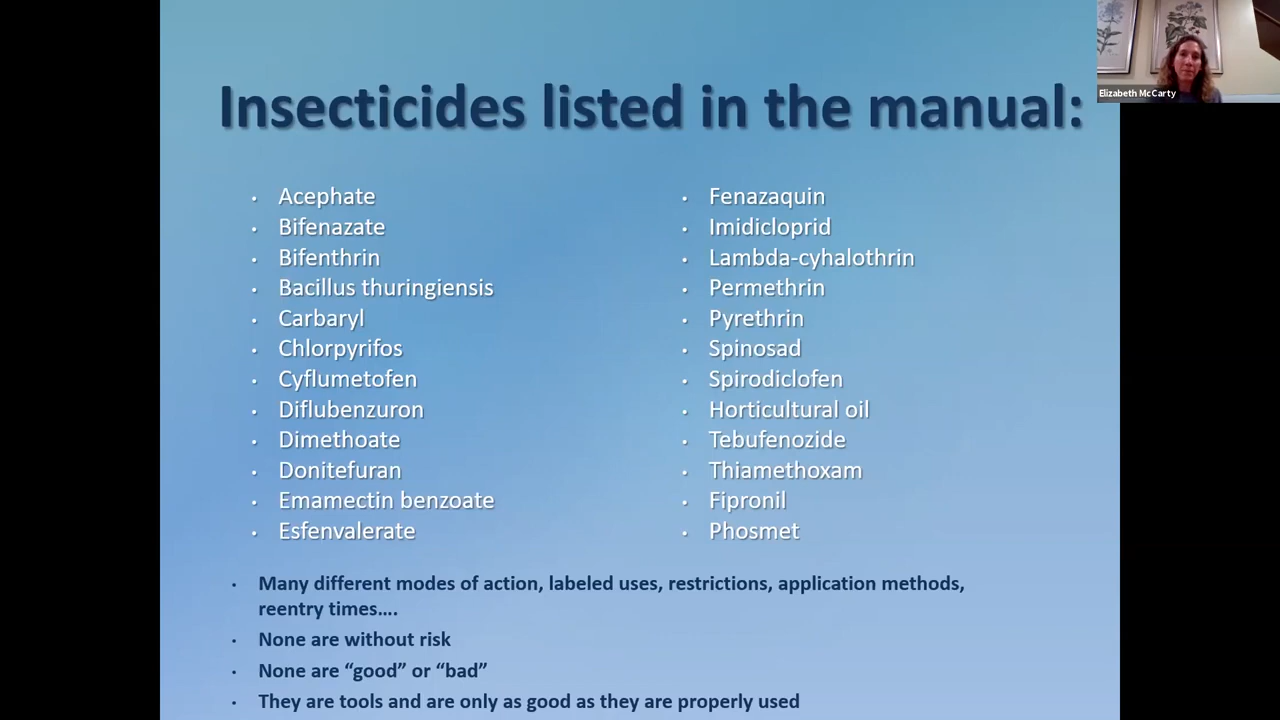 Insecticides listed in the manual:
Acephate
Bifenazate
Bifenthrin
Bacillus thuringiensis
Carbaryl
Chlorpyrifos
Cyflumetofen
Diflubenzuron
Dimethoate
Donitefuran
Emamectin benzoate
Esfenvalerate
Fenazaquin
Imidicloprid
Lambda-cyhalothrin
Permethrin
Pyrethrin
Spinosad
Spirodiclofen
Horticultural oil
Tebufenozide
Thiamethoxam
Fipronil
Phosmet
Many different modes of action, labeled uses, restrictions, application methods,
reentry times....
None are without risk
None are “good” or “bad”
They are tools and are only as good as they are properly used
Elizabeth McCarty